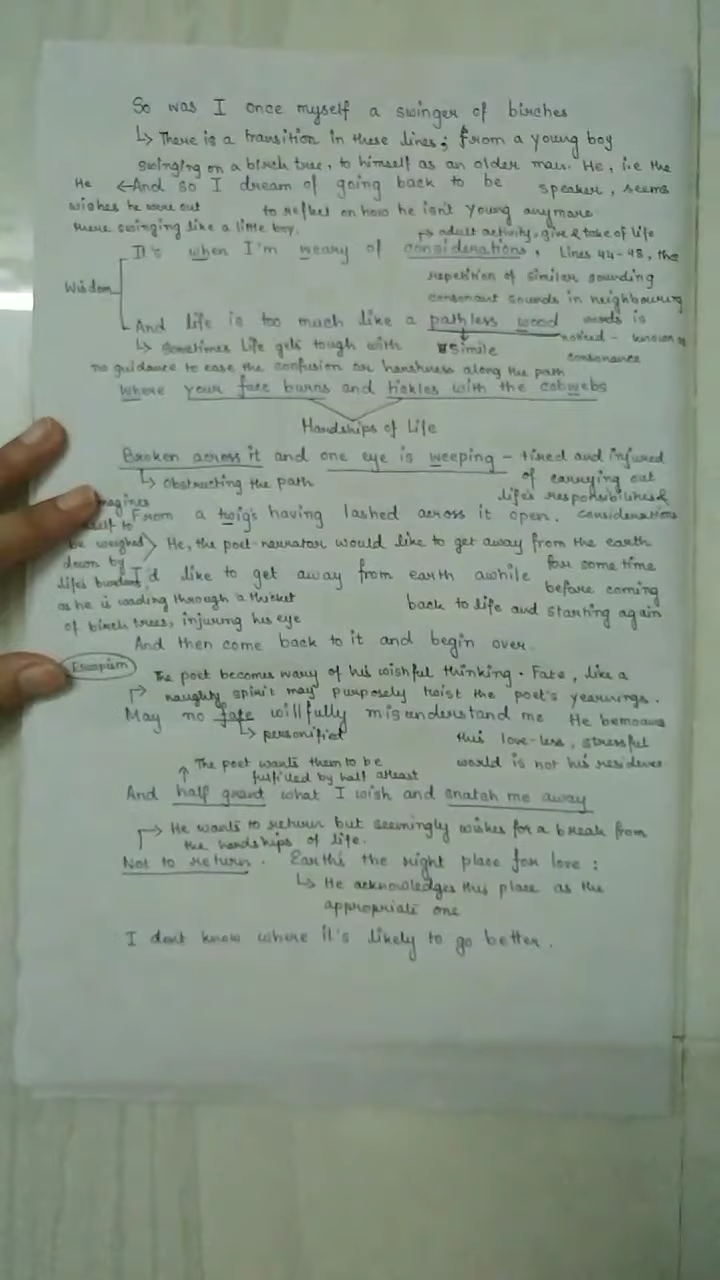 So was I once myself a swinger of birches
↳ There is a transition in these lines; from a young boy
swinging on a birch tree, to himself as an older man. He, i.e the
speaker, seems
to reflect on how he isn't young anymore.
And so I dream of going back to be
He
wishes he were out
there swinging like a little boy.
↱ adult activity, give & take of life
It's when I'm weary of considerations,
Lines 44-48, the
repetition of similar sounding
consonant sounds in neighbouring
words is
noticed - known as
consonance
Wisdom
And life is too much like a pathless wood
Simile
↳ Sometimes life gets tough with
no guidance to ease the confusion or harshness along the path
Where your face burns and tickles with the cobwebs
Hardships of Life
Broken across it and one eye is weeping - tired and injured
of carrying out
life's responsibilities &
considerations
↳ Obstructing the path
From a twig's having lashed across it open.
imagines
to
be weighed
down by
life's burdens
as he is wading through a thicket
of birch trees, injuring his eye
He, the poet-narrator would like to get away from the earth
for some time
before coming
back to life and starting again
I'd like to get away from earth awhile
And then come back to it and begin over.
Escapism
The poet becomes wary of his wishful thinking. Fate, like a
naughty spirit may purposely twist the poet's yearnings.
May no fate willfully misunderstand me
↳ personified
He bemoans
this love-less, stressful
world is not his
↑ The poet wants them to be
fulfilled by half atleast
And half grant what I wish and snatch me away
↱ He wants to return but seemingly wishes for a break from
the hardships of life.
Not to return. Earth's the right place for love:
↳ He acknowledges this place as the
appropriate one
I don't know where it's likely to go better.